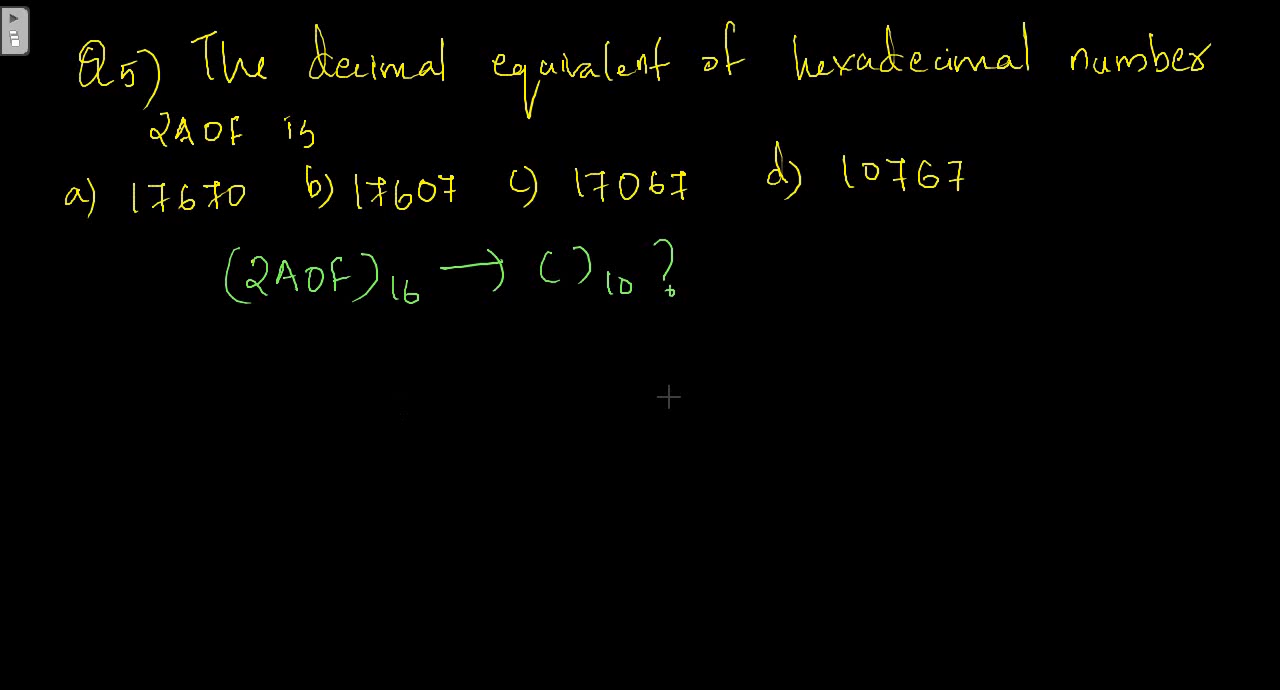 Q5) The decimal equivalent of hexadecimal number
2A0F is
a) 17670 b) 17607 c) 17067 d) 10767
(2A0F)16 → ( )10 ?